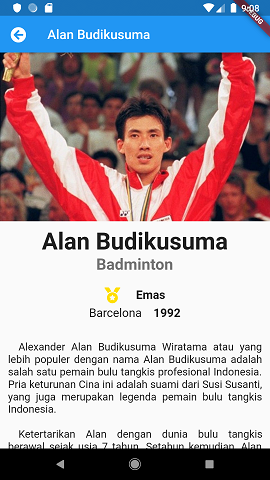 9:08
DEBUG
Alan Budikusuma
Alan Budikusuma
Badminton
Emas
Barcelona 1992
Alexander Alan Budikusuma Wiratama atau yang
lebih populer dengan nama Alan Budikusuma adalah
salah satu pemain bulu tangkis profesional Indonesia.
Pria keturunan Cina ini adalah suami dari Susi Susanti,
yang juga merupakan legenda pemain bulu tangkis
Indonesia.
Ketertarikan Alan dengan dunia bulu tangkis
berawal sejak usia 7 tahun. Setahun kemudian, Alan